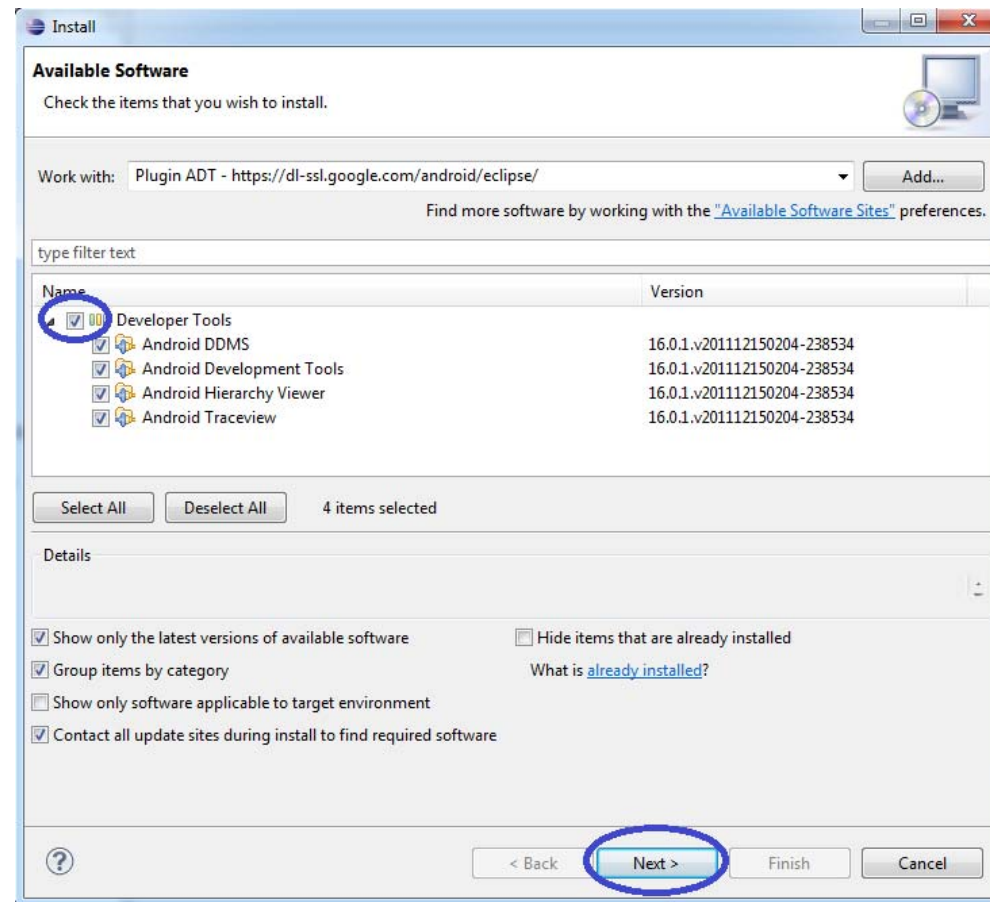 Install
Available Software
Check the items that you wish to install.
Work with: Plugin ADT - https://dl-ssl.google.com/android/eclipse/ Add...
Find more software by working with the "Available Software Sites" preferences.
type filter text
Name Version
Developer Tools
Android DDMS 16.0.1.v201112150204-238534
Android Development Tools 16.0.1.v201112150204-238534
Android Hierarchy Viewer 16.0.1.v201112150204-238534
Android Traceview 16.0.1.v201112150204-238534
Select All Deselect All 4 items selected
Details
Show only the latest versions of available software Hide items that are already installed
Group items by category What is already installed?
Show only software applicable to target environment
Contact all update sites during install to find required software
? < Back Next > Finish Cancel